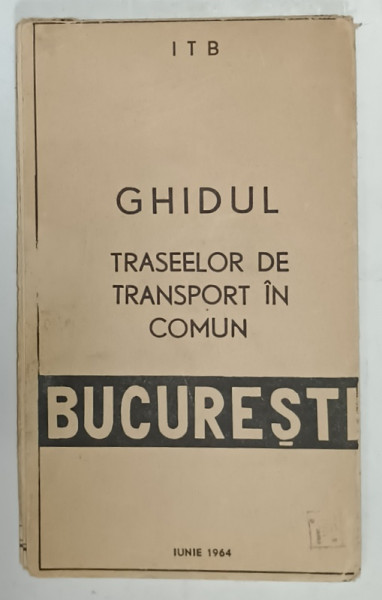 ITB
GHIDUL
TRASEELOR DE
TRANSPORT ÎN
COMUN
BUCUREȘTI
IUNIE 1964